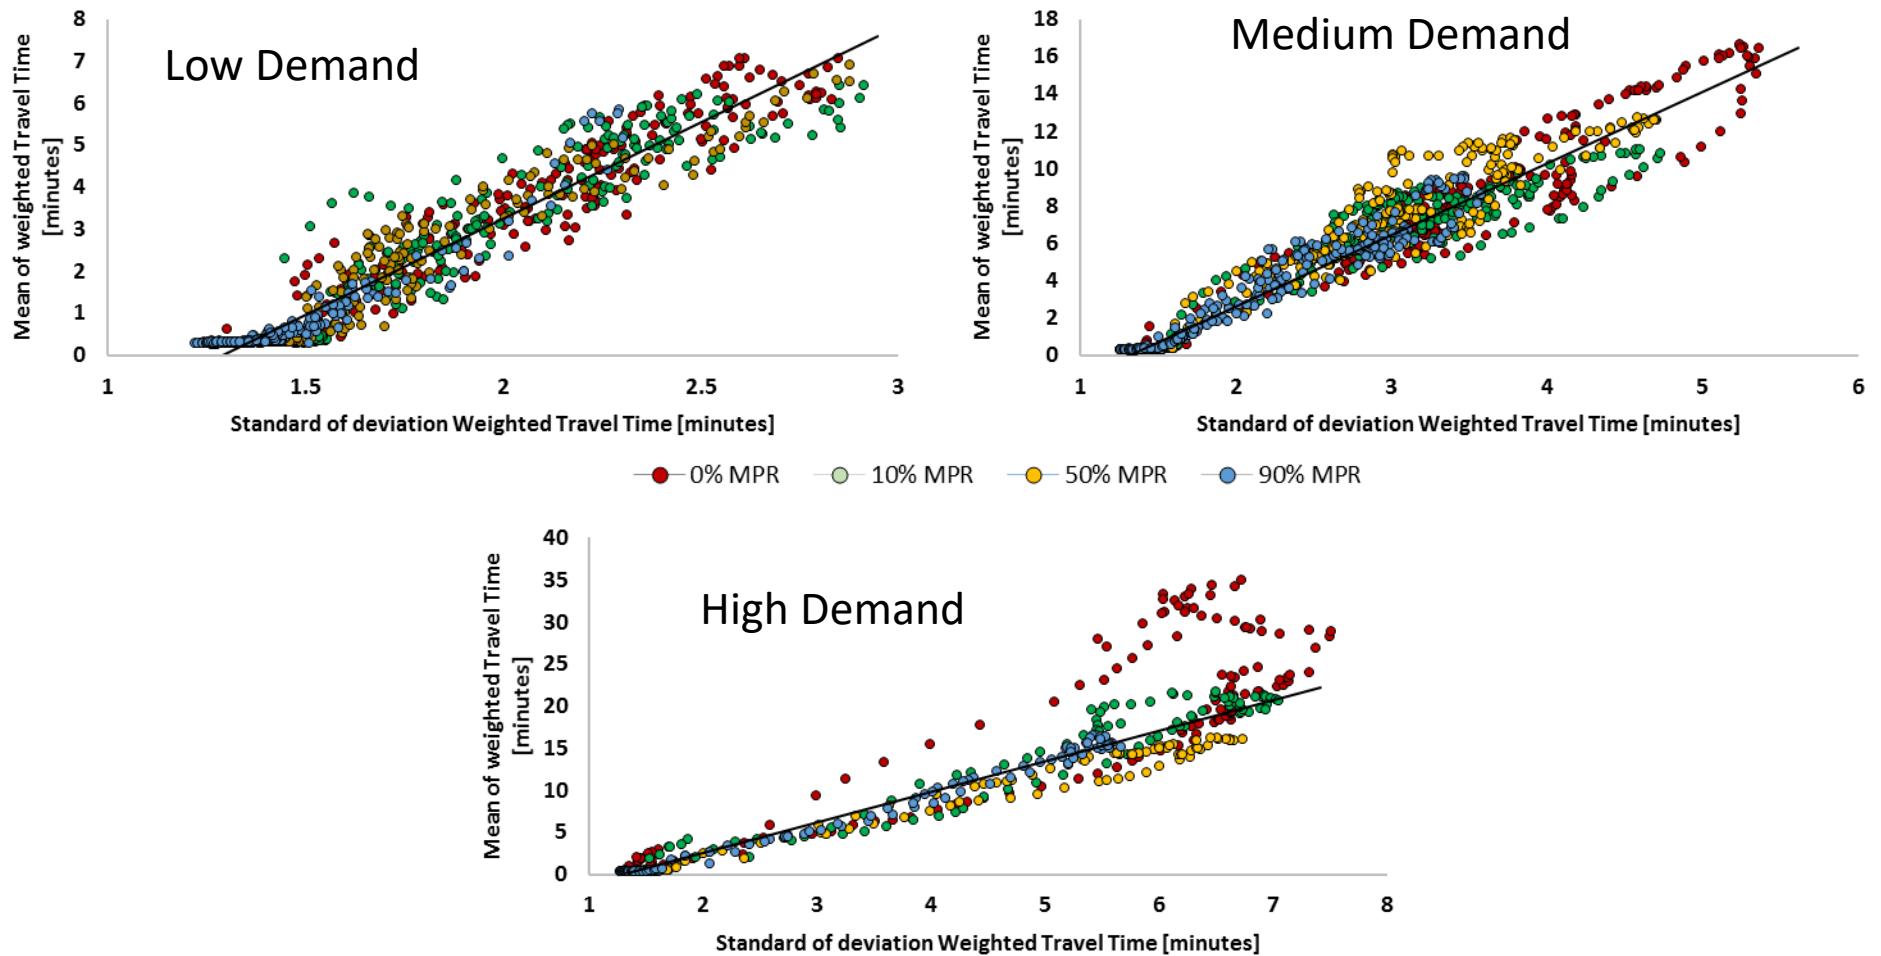 Low Demand
Mean of weighted Travel Time
[minutes]
8
7
6
5
4
3
2
1
0
1 1.5 2 2.5 3
Standard of deviation Weighted Travel Time [minutes]
Medium Demand
Mean of weighted Travel Time
[minutes]
18
16
14
12
10
8
6
4
2
0
1 2 3 4 5 6
Standard of deviation Weighted Travel Time [minutes]
0% MPR 10% MPR 50% MPR 90% MPR
High Demand
Mean of weighted Travel Time
[minutes]
40
35
30
25
20
15
10
5
0
1 2 3 4 5 6 7 8
Standard of deviation Weighted Travel Time [minutes]